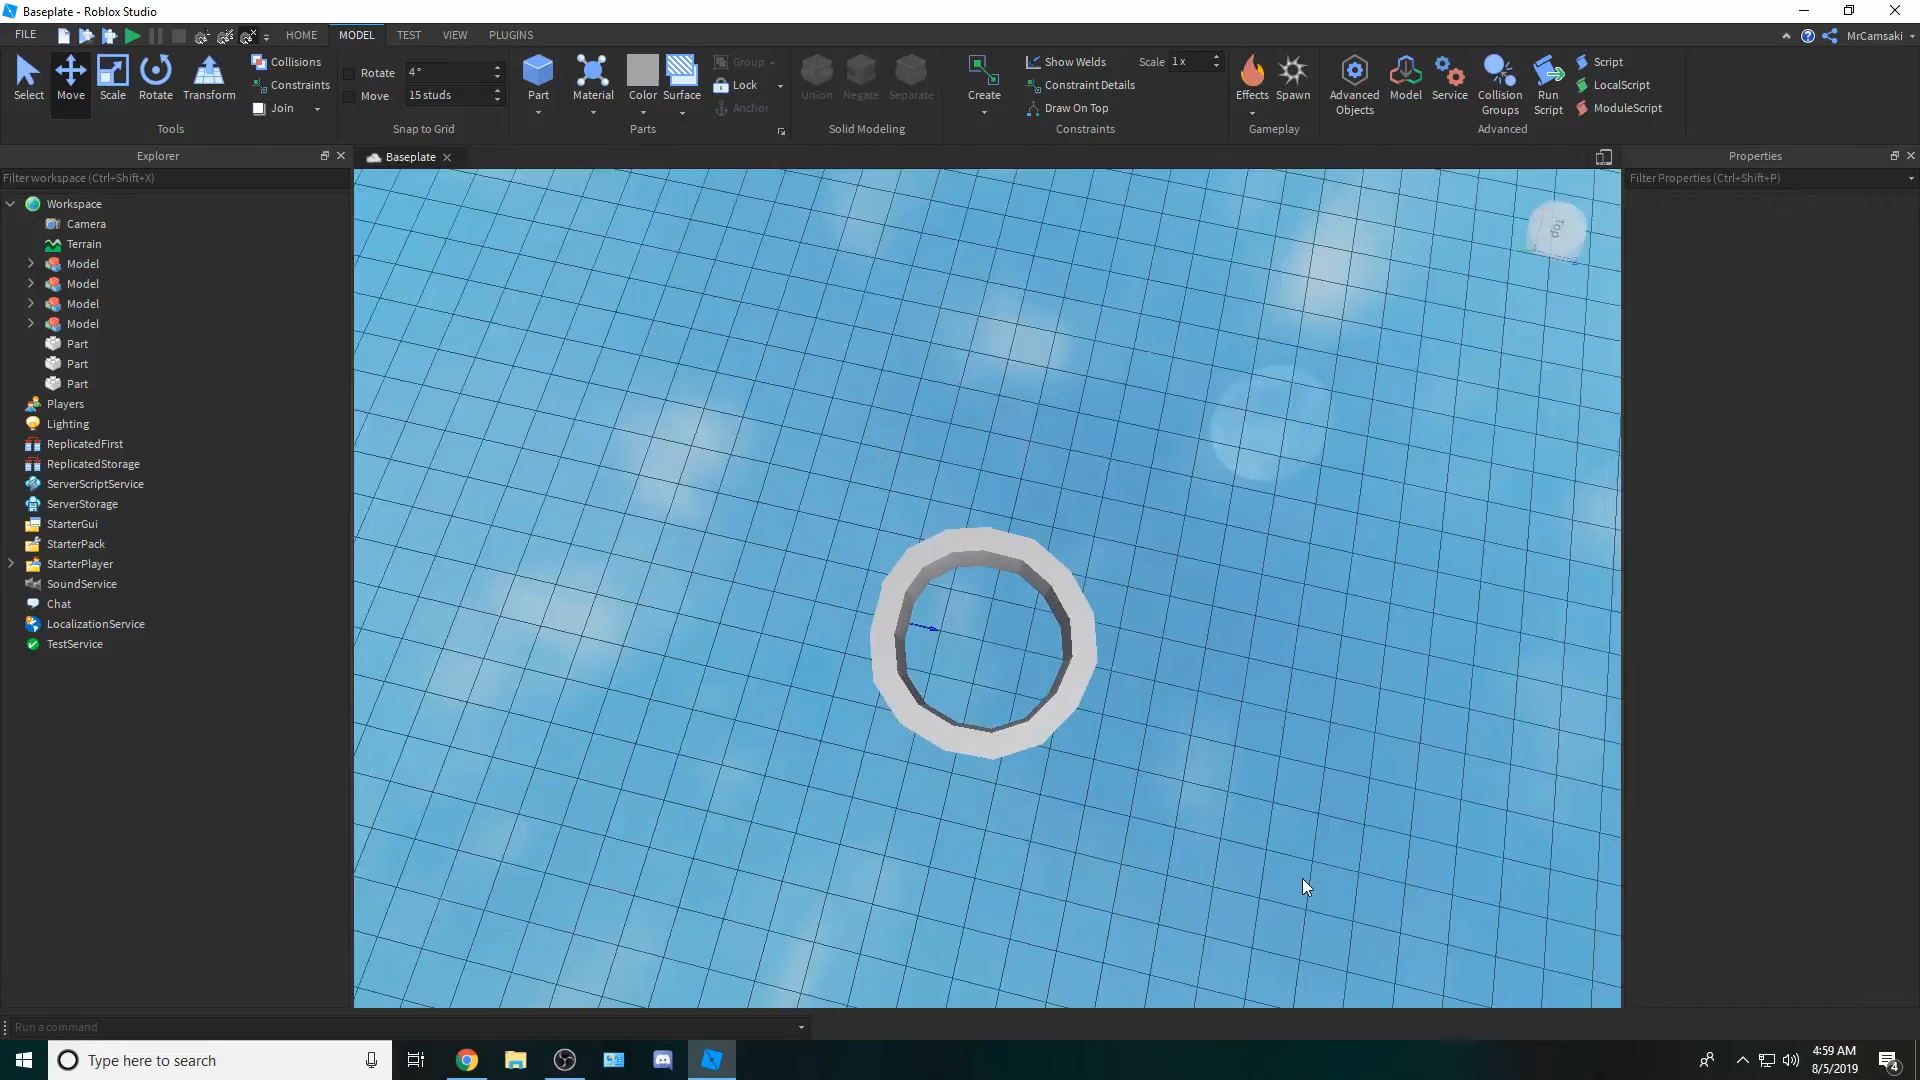 Baseplate - Roblox Studio
FILE HOME MODEL TEST VIEW PLUGINS MrCamsaki
Select Move Scale Rotate Transform
Collisions
Constraints
Join
Tools
Rotate 4°
Move 15 studs
Snap to Grid
Part Material Color Surface
Group
Lock
Anchor
Parts
Union Negate Separate
Solid Modeling
Create
Show Welds Scale 1x
Constraint Details
Draw On Top
Constraints
Effects Spawn
Gameplay
Advanced Objects Model Service Collision Groups Run Script
Script
LocalScript
ModuleScript
Advanced
Explorer
Filter workspace (Ctrl+Shift+X)
Workspace
Camera
Terrain
Model
Model
Model
Model
Part
Part
Part
Players
Lighting
ReplicatedFirst
ReplicatedStorage
ServerScriptService
ServerStorage
StarterGui
StarterPack
StarterPlayer
SoundService
Chat
LocalizationService
TestService
Baseplate
Top
Properties
Filter Properties (Ctrl+Shift+P)
Run a command
Type here to search
4:59 AM
8/5/2019
4